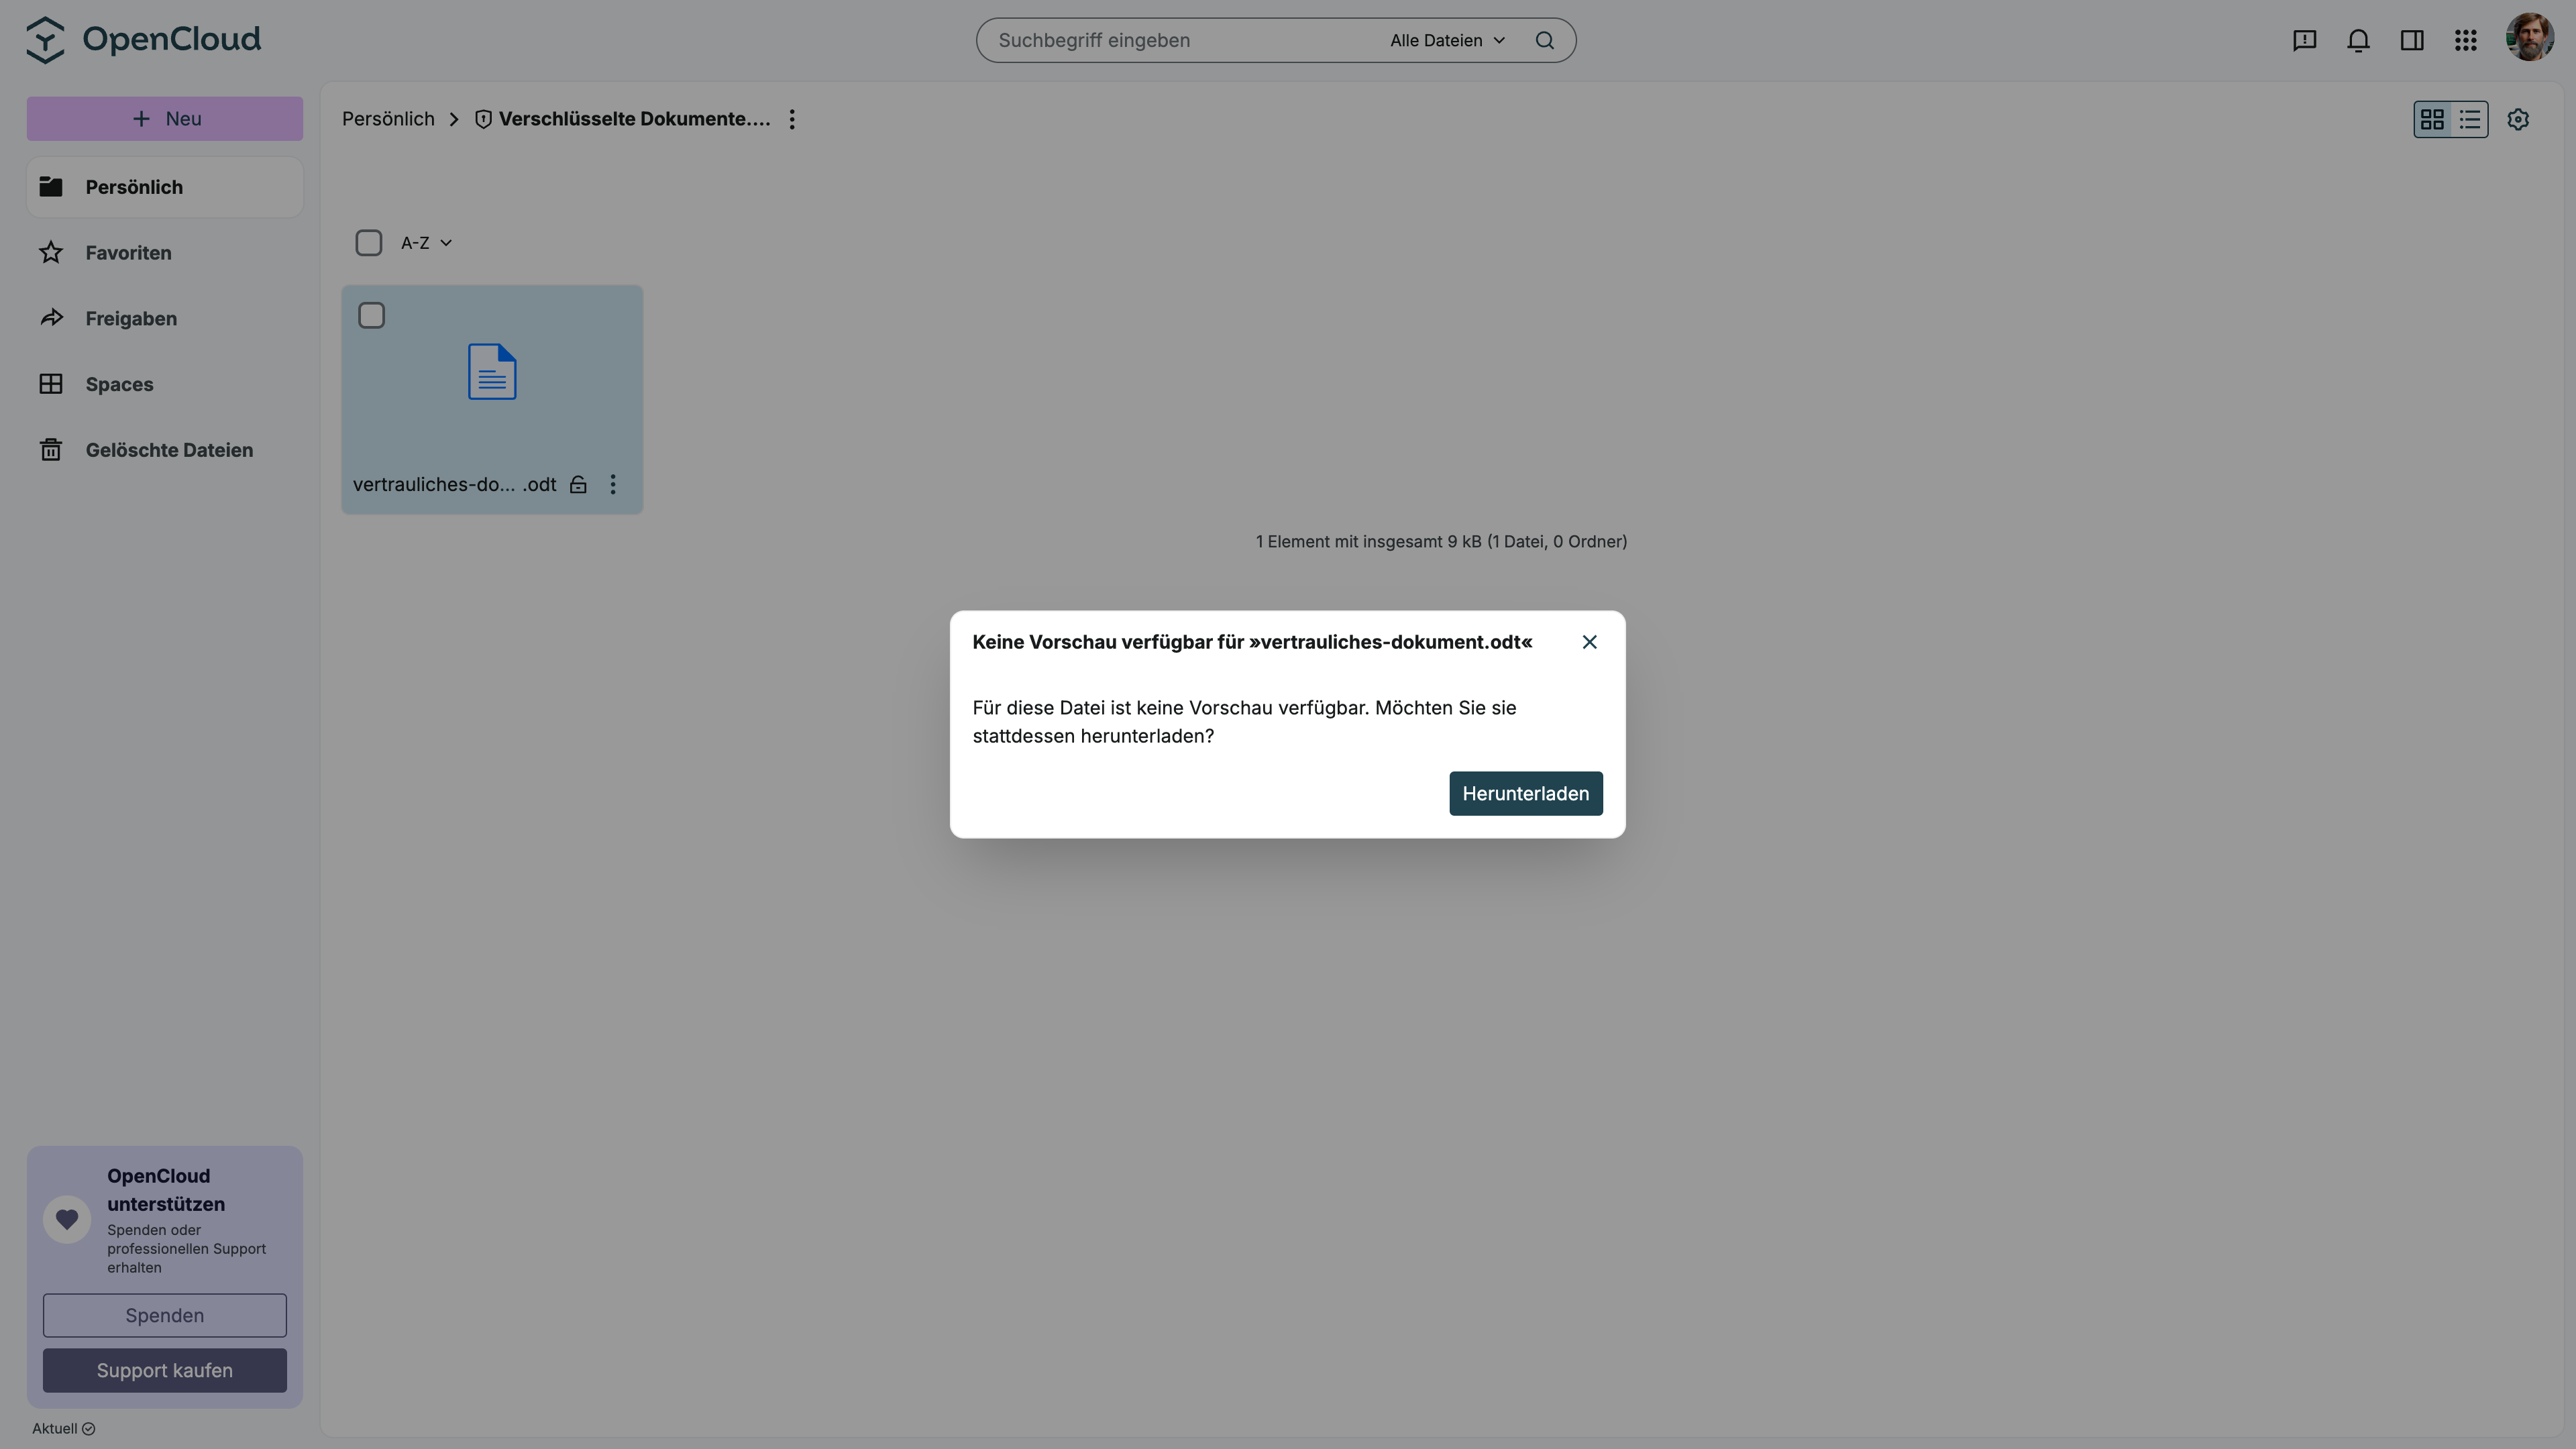 OpenCloud
Suchbegriff eingeben
Alle Dateien
Neu
Persönlich
Verschlüsselte Dokumente....
Persönlich
Favoriten
Freigaben
Spaces
Gelöschte Dateien
A-Z
vertrauliches-do... .odt
1 Element mit insgesamt 9 kB (1 Datei, 0 Ordner)
Keine Vorschau verfügbar für »vertrauliches-dokument.odt«
Für diese Datei ist keine Vorschau verfügbar. Möchten Sie sie
stattdessen herunterladen?
Herunterladen
OpenCloud
unterstützen
Spenden oder
professionellen Support
erhalten
Spenden
Support kaufen
Aktuell